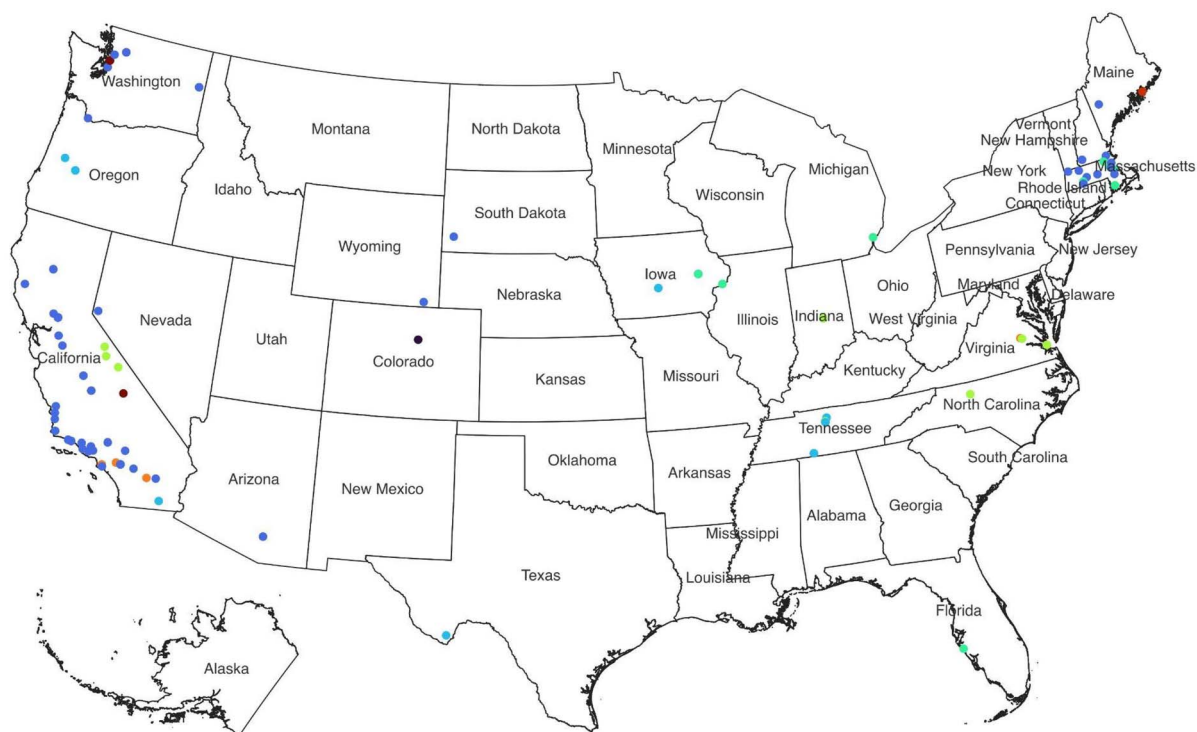 Washington
Montana
North Dakota
Minnesota
Maine
Vermont
New Hampshire
Massachusetts
New York
Rhode Island
Connecticut
Oregon
Idaho
South Dakota
Wisconsin
Michigan
Wyoming
Pennsylvania
New Jersey
Iowa
Nebraska
Ohio
Maryland
Delaware
Nevada
Utah
Colorado
Illinois
Indiana
West Virginia
California
Kansas
Missouri
Kentucky
Virginia
North Carolina
Tennessee
Arizona
New Mexico
Oklahoma
Arkansas
South Carolina
Georgia
Alabama
Mississippi
Texas
Louisiana
Florida
Alaska